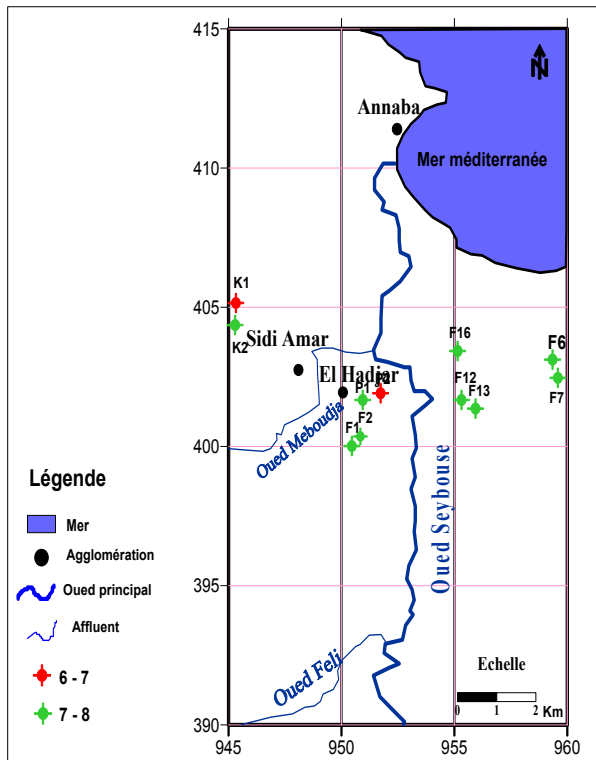 415
N
Annaba
410
Mer méditerranée
K1
405
K2
Sidi Amar
F16
F6
El Hadjar
P1
P2
F12
F13
F7
F1
F2
Oued Meboudja
400
Oued Seybouse
Légende
Mer
Agglomération
Oued principal
Affluent
6 - 7
7 - 8
395
Oued Feli
Echelle
0 1 2 Km
390
945 950 955 960